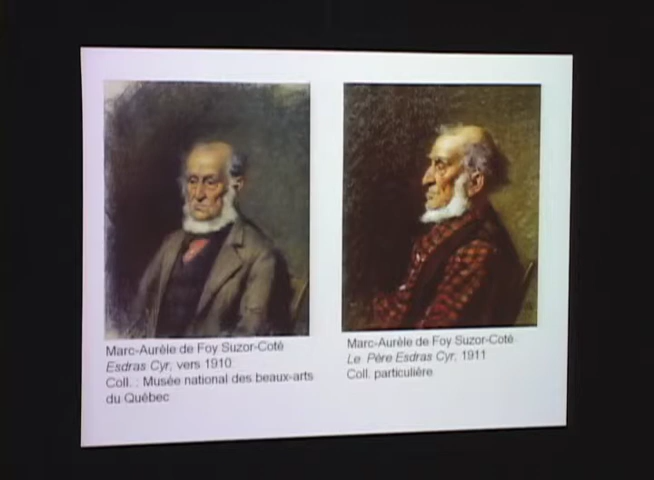 Marc-Aurèle de Foy Suzor-Coté
Esdras Cyr, vers 1910
Coll. : Musée national des beaux-arts
du Québec
Marc-Aurèle de Foy Suzor-Coté
Le Père Esdras Cyr, 1911
Coll. particulière